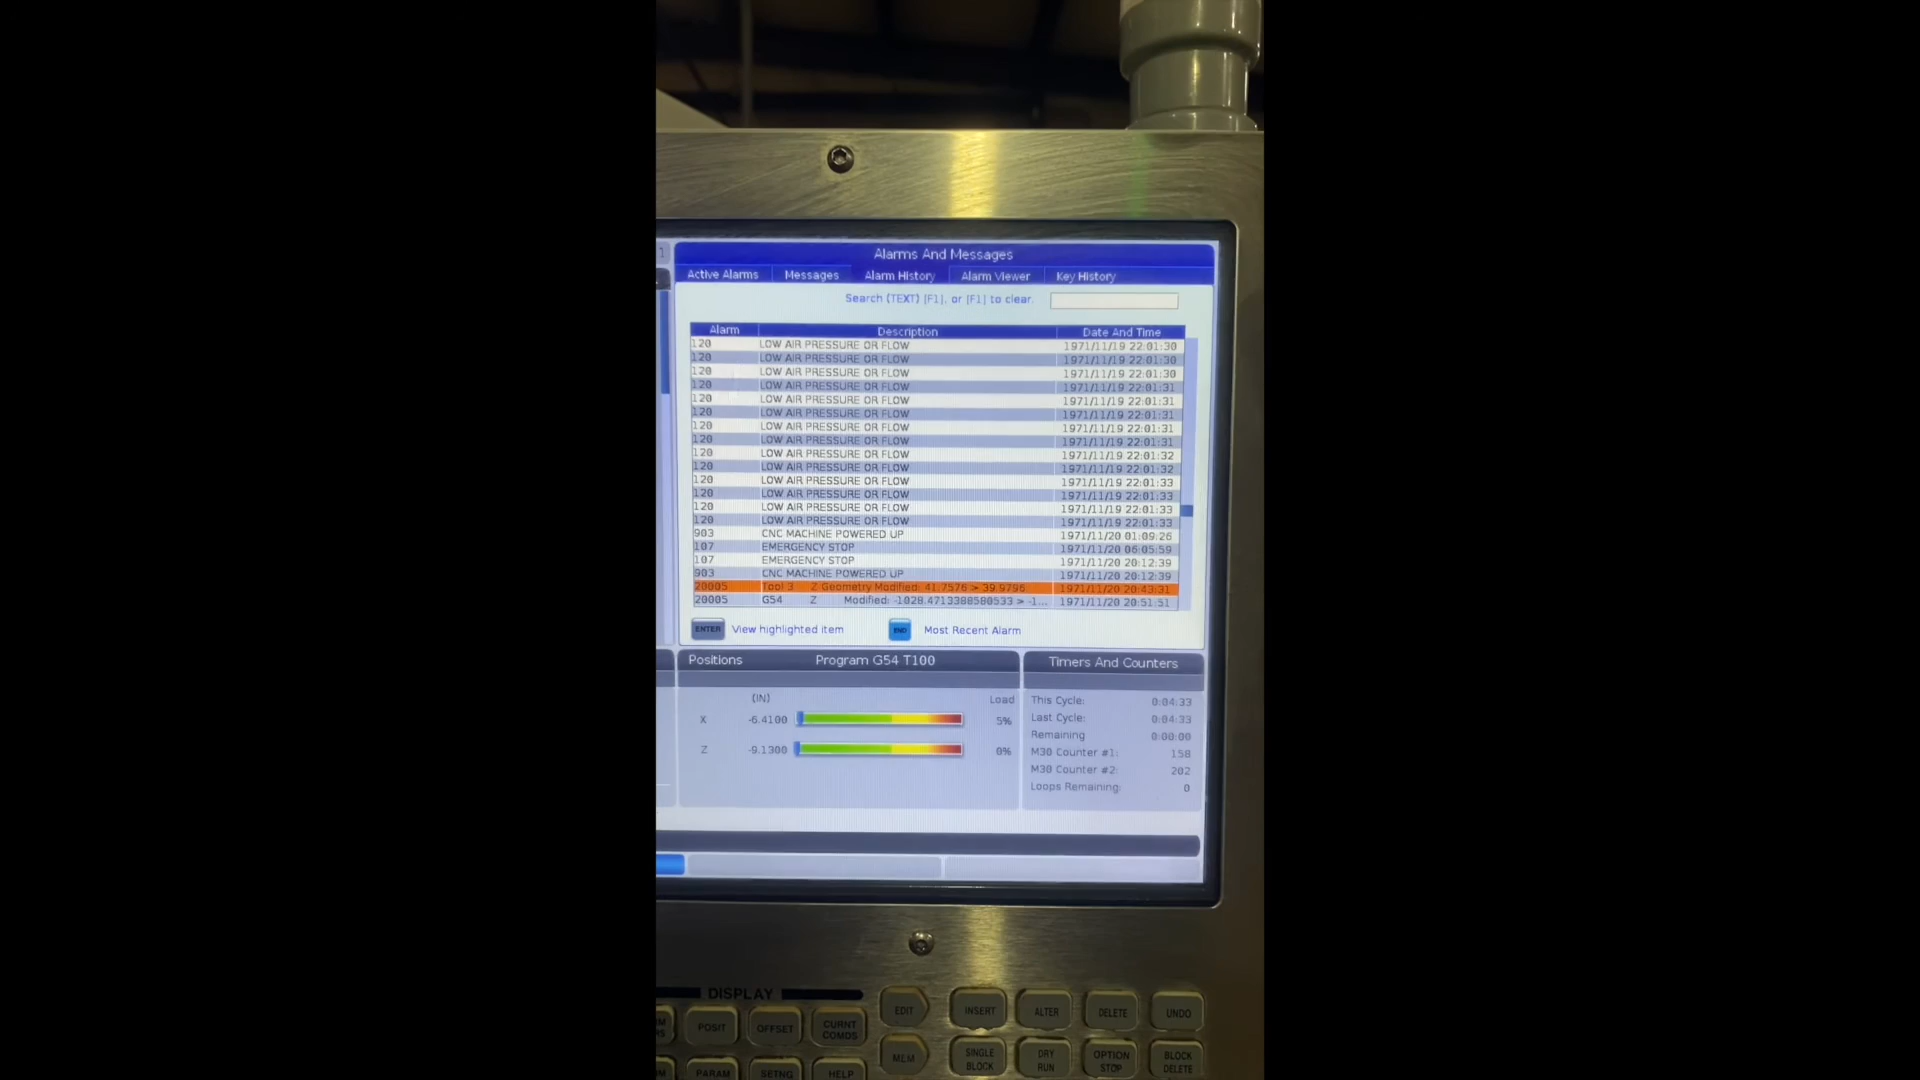 1
Alarms And Messages
Active Alarms Messages Alarm History Alarm Viewer Key History
Search (TEXT) [F1], or [F1] to clear.
Alarm Description Date And Time
120 LOW AIR PRESSURE OR FLOW 1971/11/19 22:01:30
120 LOW AIR PRESSURE OR FLOW 1971/11/19 22:01:30
120 LOW AIR PRESSURE OR FLOW 1971/11/19 22:01:30
120 LOW AIR PRESSURE OR FLOW 1971/11/19 22:01:31
120 LOW AIR PRESSURE OR FLOW 1971/11/19 22:01:31
120 LOW AIR PRESSURE OR FLOW 1971/11/19 22:01:31
120 LOW AIR PRESSURE OR FLOW 1971/11/19 22:01:31
120 LOW AIR PRESSURE OR FLOW 1971/11/19 22:01:31
120 LOW AIR PRESSURE OR FLOW 1971/11/19 22:01:32
120 LOW AIR PRESSURE OR FLOW 1971/11/19 22:01:32
120 LOW AIR PRESSURE OR FLOW 1971/11/19 22:01:33
120 LOW AIR PRESSURE OR FLOW 1971/11/19 22:01:33
120 LOW AIR PRESSURE OR FLOW 1971/11/19 22:01:33
120 LOW AIR PRESSURE OR FLOW 1971/11/19 22:01:33
903 CNC MACHINE POWERED UP 1971/11/20 01:09:26
107 EMERGENCY STOP 1971/11/20 06:05:59
107 EMERGENCY STOP 1971/11/20 20:12:39
903 CNC MACHINE POWERED UP 1971/11/20 20:12:39
20005 Tool 3 Z Geometry Modified: 41.7576 > 39.9796 1971/11/20 20:43:31
20005 G54 Z Modified: -1028.4713388580533 > -1... 1971/11/20 20:51:51
ENTER View highlighted item END Most Recent Alarm
Positions Program G54 T100 Timers And Counters
(IN) Load
X -6.4100 5%
Z -9.1300 0%
This Cycle: 0:04:33
Last Cycle: 0:04:33
Remaining 0:00:00
M30 Counter #1: 158
M30 Counter #2: 202
Loops Remaining: 0
DISPLAY
POSIT OFFSET CURNT COMDS EDIT INSERT ALTER DELETE UNDO
PARAM SETNG HELP MEM SINGLE BLOCK DRY RUN OPTION STOP BLOCK DELETE